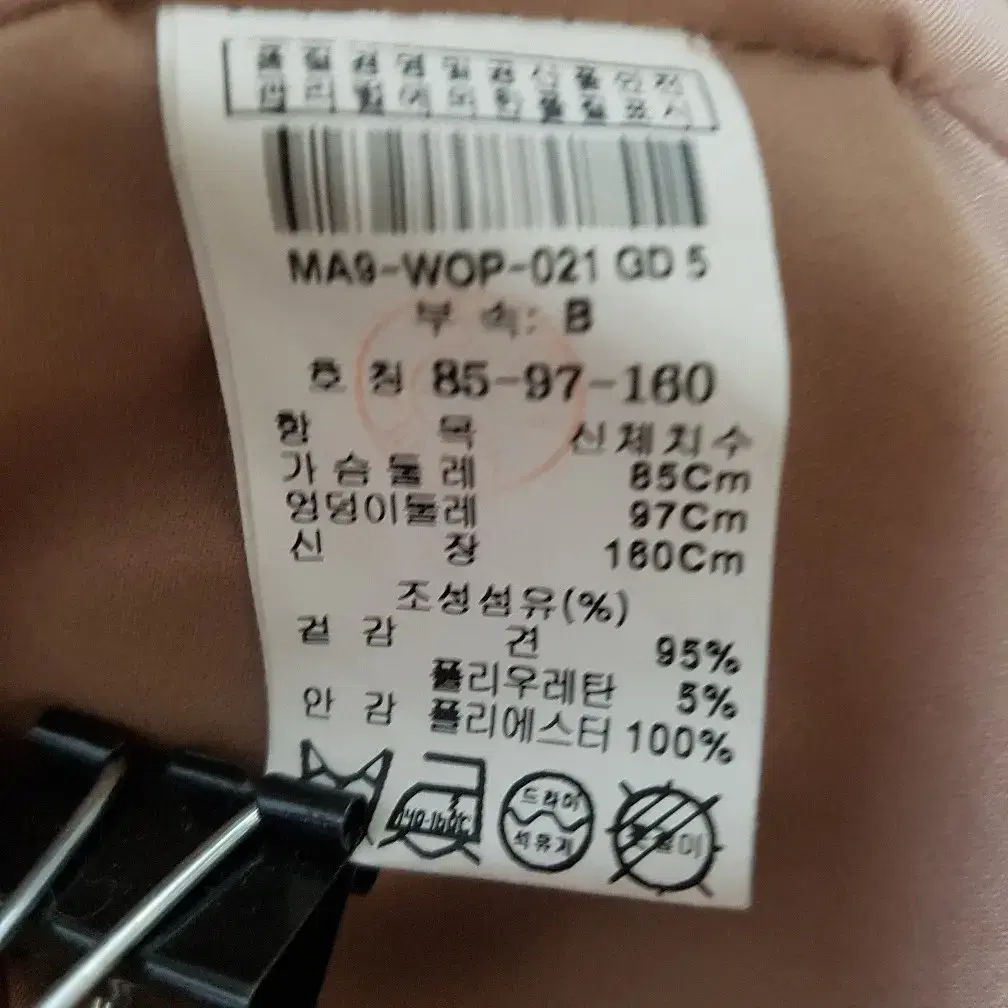 MA9-WOP-021 GD 5
부 속: B
호 칭 85-97-160
항 목 신체치수
가 슴 둘 레 85Cm
엉덩이둘레 97Cm
신 장 160Cm
조성섬유(%)
겉 감 견 95%
폴리우레탄 5%
안 감 폴리에스터 100%
140-160℃
드라이
석유계